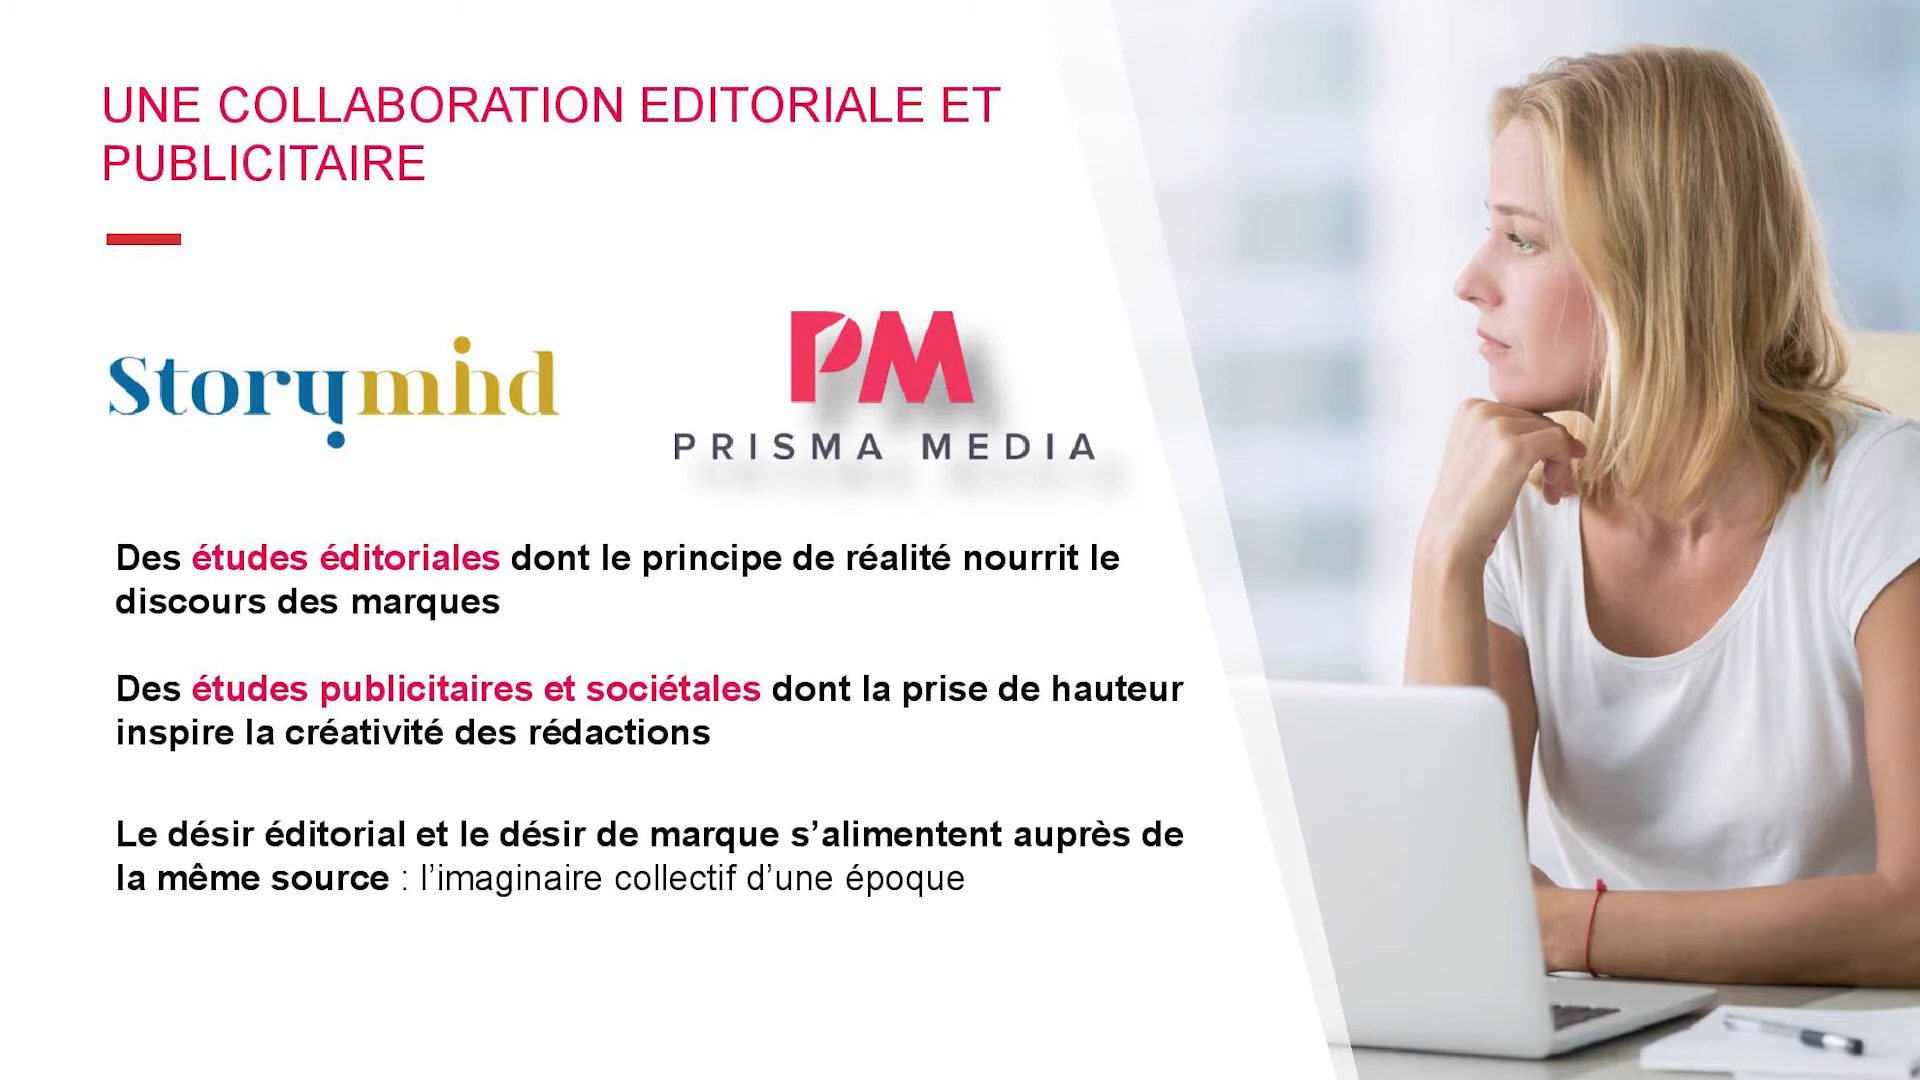 UNE COLLABORATION EDITORIALE ET
PUBLICITAIRE
Storymind
PM
PRISMA MEDIA
Des études éditoriales dont le principe de réalité nourrit le
discours des marques
Des études publicitaires et sociétales dont la prise de hauteur
inspire la créativité des rédactions
Le désir éditorial et le désir de marque s’alimentent auprès de
la même source : l’imaginaire collectif d’une époque